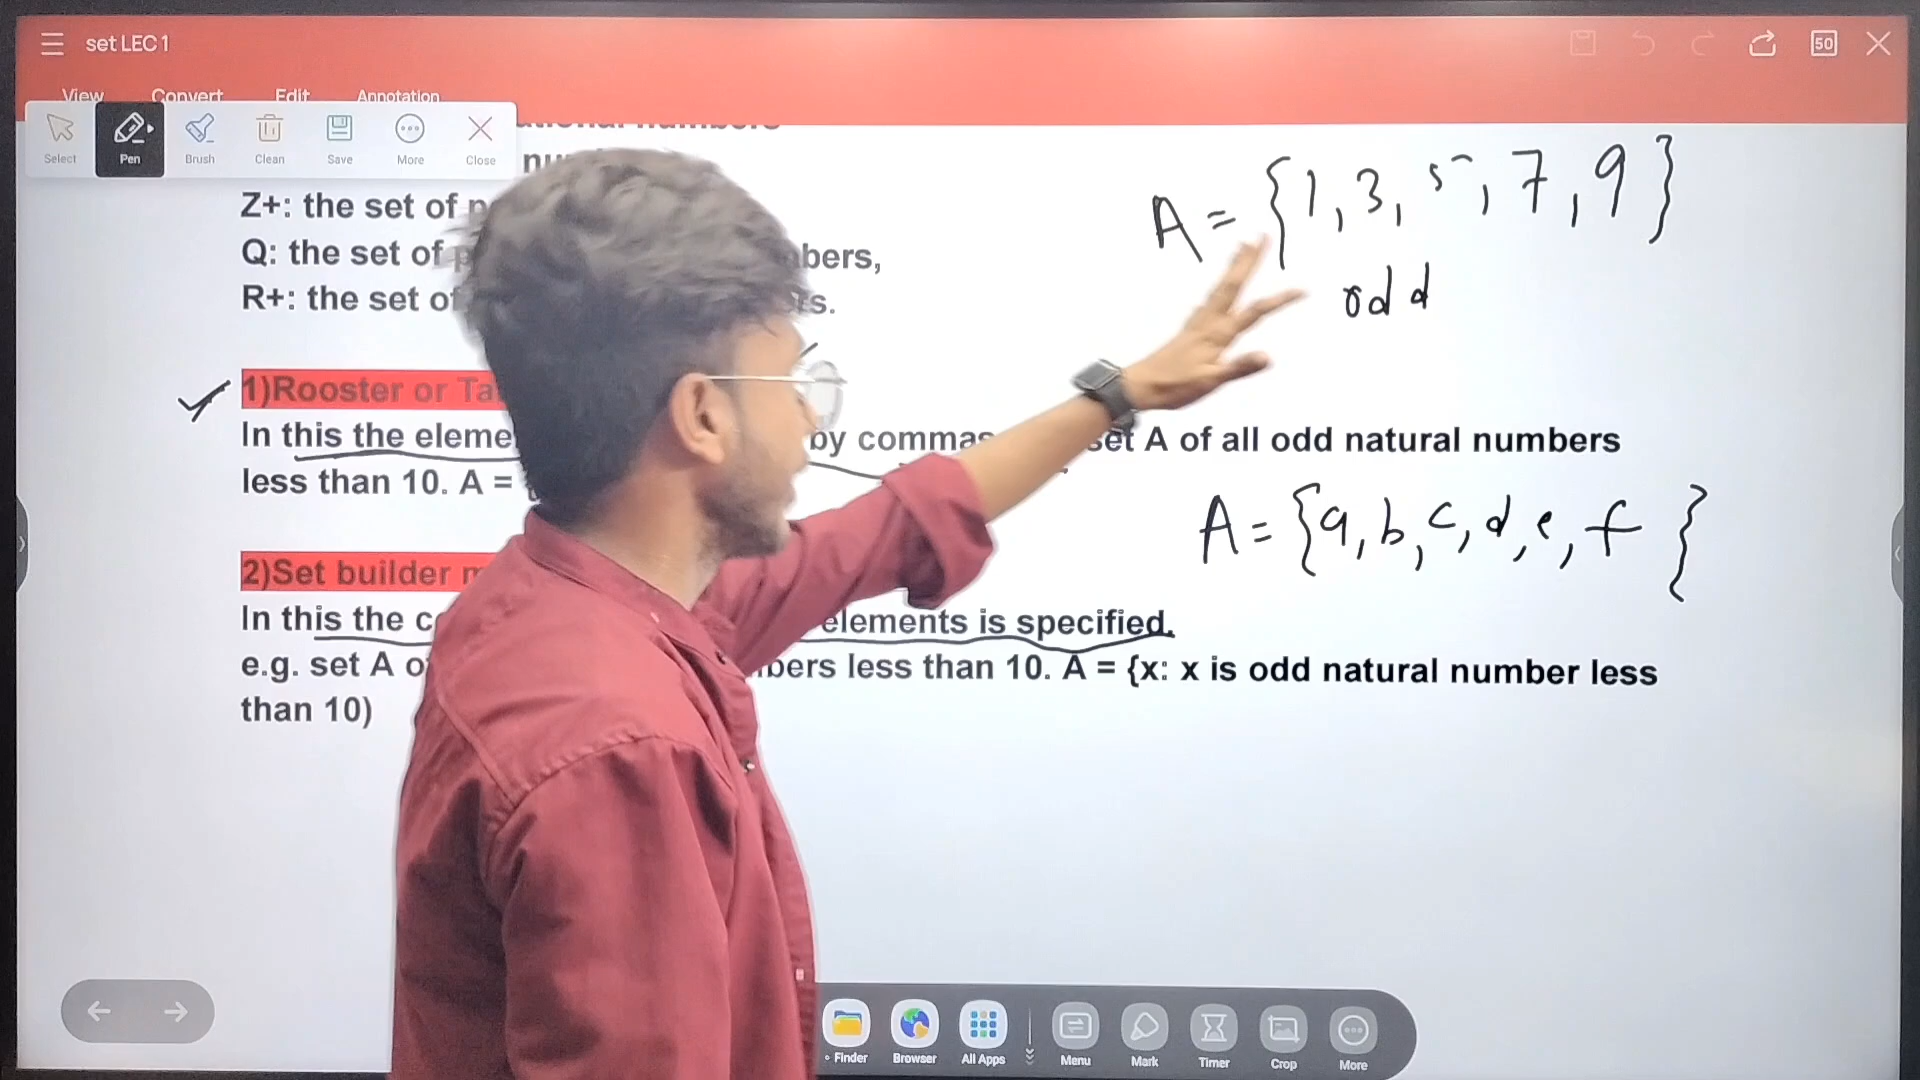 set LEC 1
50
View Convert Edit Annotation
Select Pen Brush Clean Save More Close
numbers
Z+: the set of
Q: the set of bers,
R+: the set of s.
A = {1, 3, 5, 7, 9}
odd
1)Rooster or Ta
In this the eleme by commas set A of all odd natural numbers
less than 10. A =
A = {a, b, c, d, e, f }
2)Set builder m
In this the c elements is specified.
e.g. set A o bers less than 10. A = {x: x is odd natural number less
than 10)
Finder Browser All Apps Menu Mark Timer Crop More